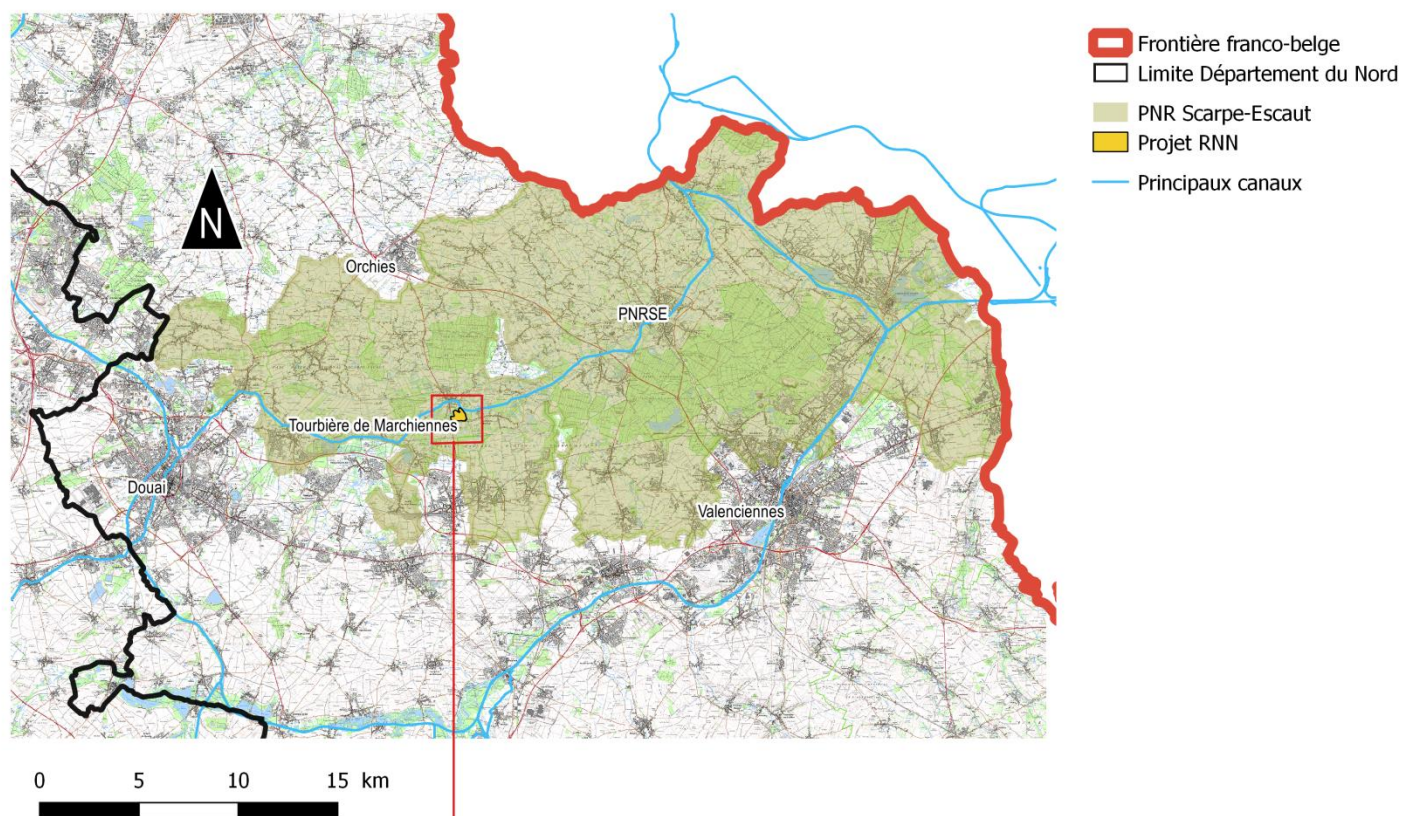 Frontière franco-belge
Limite Département du Nord
PNR Scarpe-Escaut
Projet RNN
Principaux canaux
N
Orchies
PNRSE
Tourbière de Marchiennes
Douai
Valenciennes
0 5 10 15 km